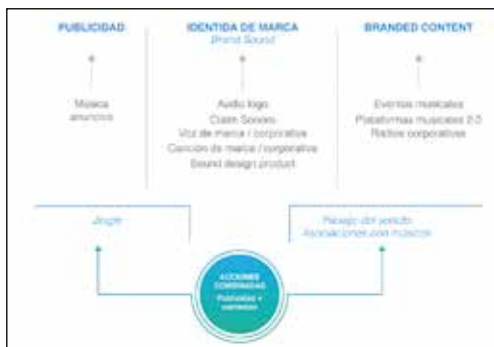 PUBLICIDAD
Música
anuncios
IDENTIDA DE MARCA
Brand Sound
Audio logo
Claim Sonoro
Voz de marca / corporativa
Canción de marca / corporativa
Sound design product
BRANDED CONTENT
Eventos musicales
Plataformas musicales 2.0
Radios corporativas
Jingle
Paisaje del sonido
Asociaciones con músicos
ACCIONES
COMBINADAS
Publicidad +